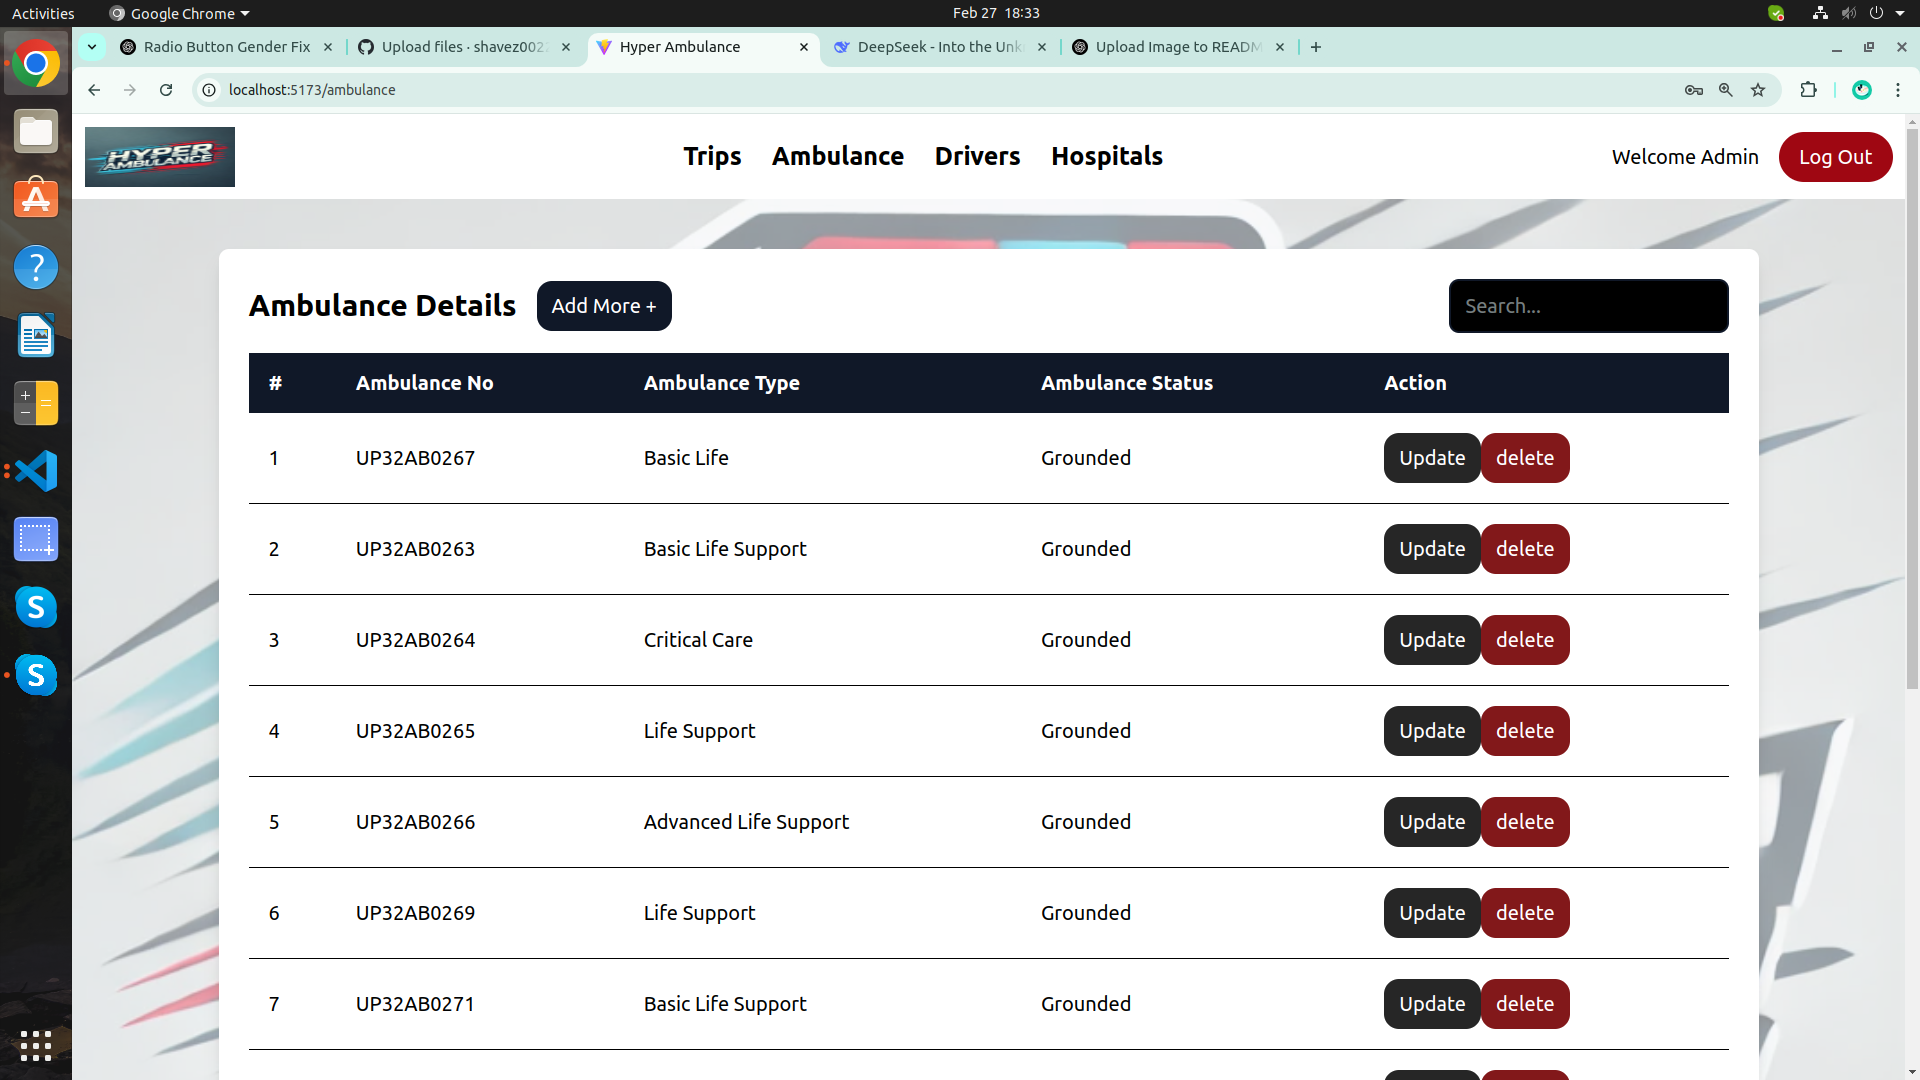 Activities Google Chrome Feb 27 18:33
Radio Button Gender Fix Upload files · shavez002 Hyper Ambulance DeepSeek - Into the Unk Upload Image to READM
localhost:5173/ambulance
HYPER
AMBULANCE
Trips Ambulance Drivers Hospitals Welcome Admin Log Out
Ambulance Details Add More + Search...
# Ambulance No Ambulance Type Ambulance Status Action
1 UP32AB0267 Basic Life Grounded Update delete
2 UP32AB0263 Basic Life Support Grounded Update delete
3 UP32AB0264 Critical Care Grounded Update delete
4 UP32AB0265 Life Support Grounded Update delete
5 UP32AB0266 Advanced Life Support Grounded Update delete
6 UP32AB0269 Life Support Grounded Update delete
7 UP32AB0271 Basic Life Support Grounded Update delete